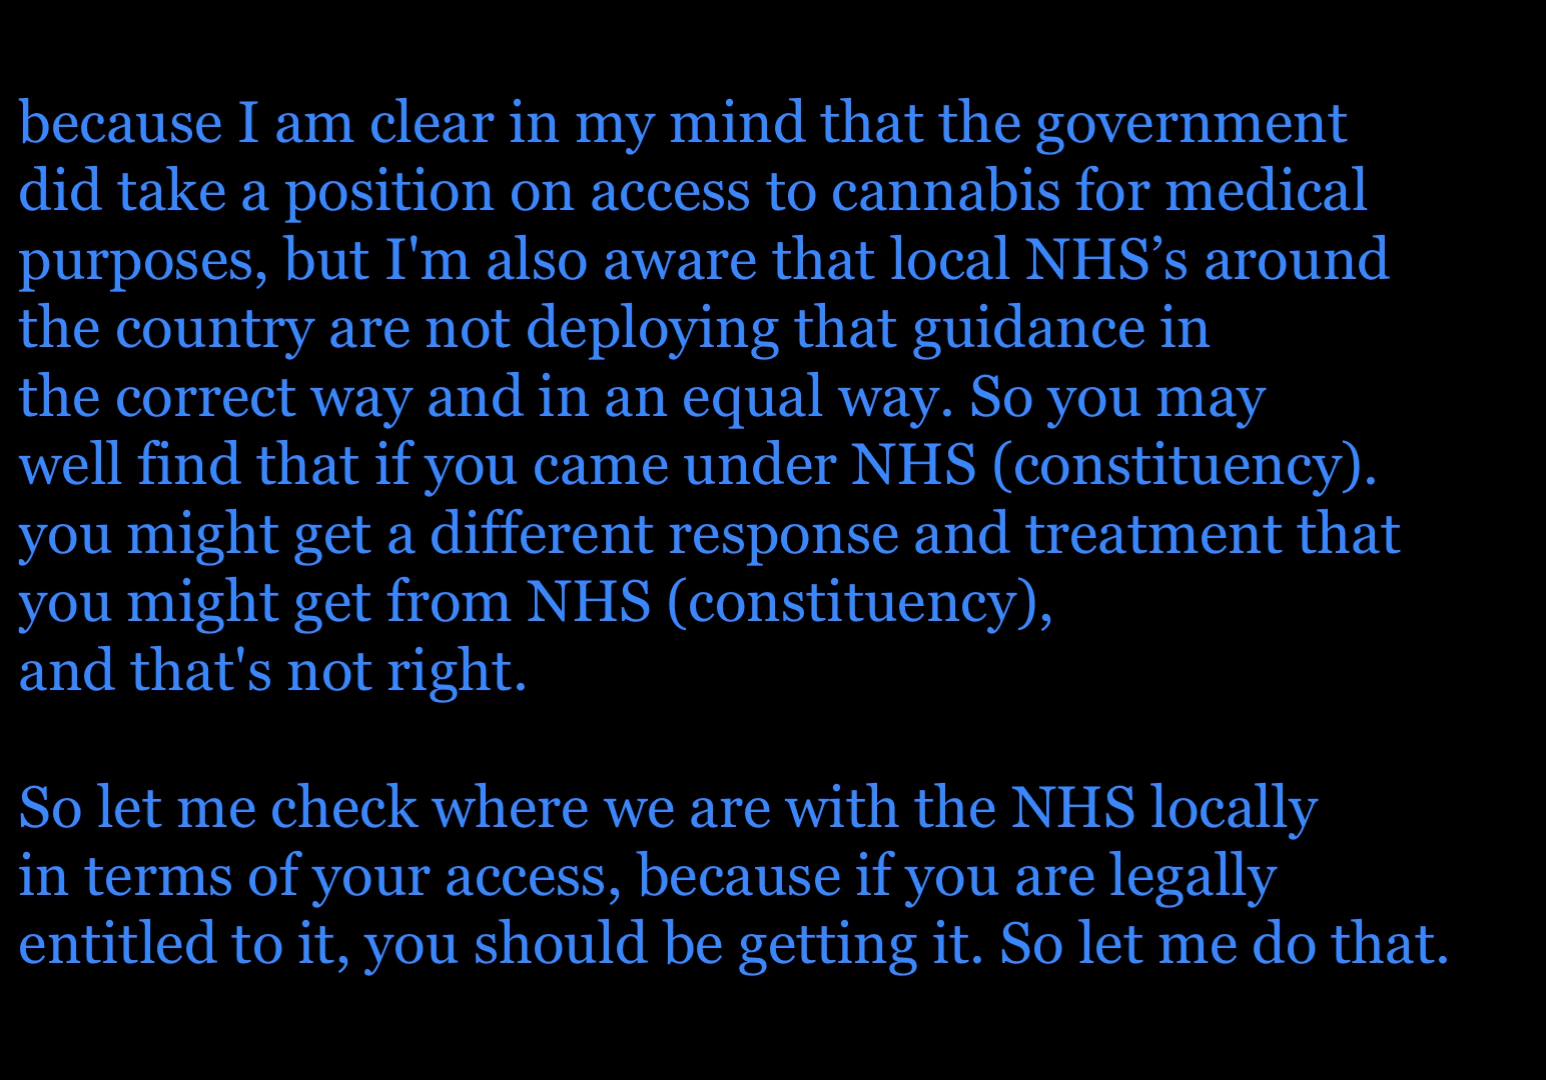 because I am clear in my mind that the government
did take a position on access to cannabis for medical
purposes, but I'm also aware that local NHS’s around
the country are not deploying that guidance in
the correct way and in an equal way. So you may
well find that if you came under NHS (constituency).
you might get a different response and treatment that
you might get from NHS (constituency),
and that's not right.
So let me check where we are with the NHS locally
in terms of your access, because if you are legally
entitled to it, you should be getting it. So let me do that.